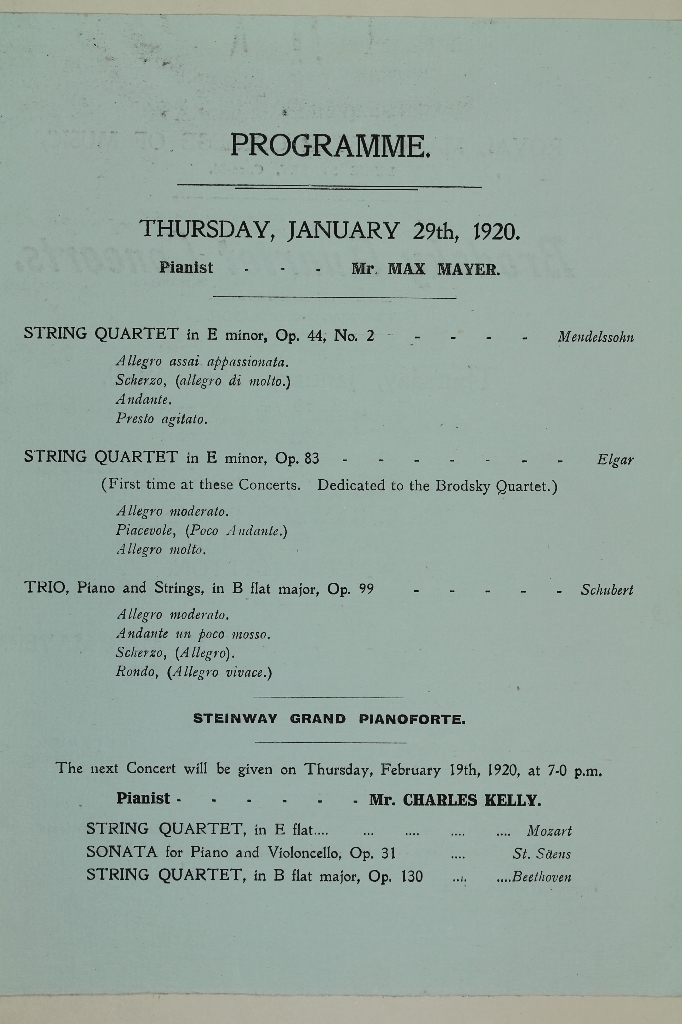 PROGRAMME.
THURSDAY, JANUARY 29th, 1920.
Pianist - - - Mr. MAX MAYER.
STRING QUARTET in E minor, Op. 44, No. 2 - - - - - Mendelssohn
Allegro assai appassionata.
Scherzo, (allegro di molto.)
Andante.
Presto agitato.
STRING QUARTET in E minor, Op. 83 - - - - - - - Elgar
(First time at these Concerts. Dedicated to the Brodsky Quartet.)
Allegro moderato.
Piacevole, (Poco Andante.)
Allegro molto.
TRIO, Piano and Strings, in B flat major, Op. 99 - - - - - Schubert
Allegro moderato.
Andante un poco mosso.
Scherzo, (Allegro).
Rondo, (Allegro vivace.)
STEINWAY GRAND PIANOFORTE.
The next Concert will be given on Thursday, February 19th, 1920, at 7-0 p.m.
Pianist - - - - - - Mr. CHARLES KELLY.
STRING QUARTET, in E flat.... ... .... .... .... Mozart
SONATA for Piano and Violoncello, Op. 31 .... St. Säens
STRING QUARTET, in B flat major, Op. 130 .... ....Beethoven